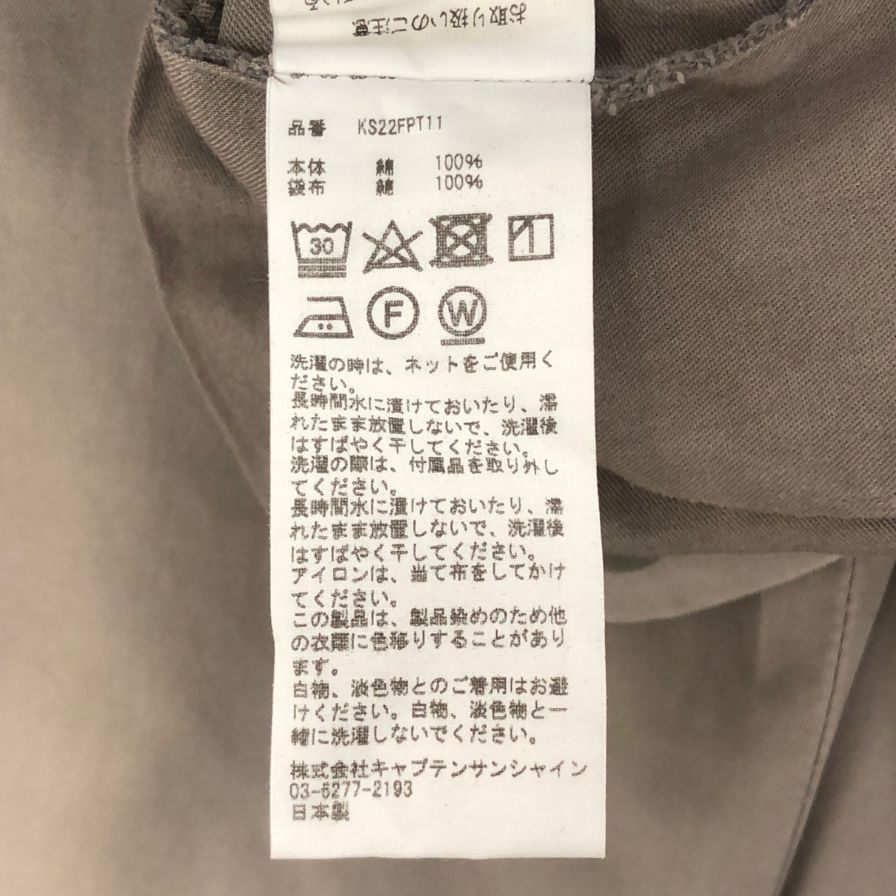 お取り扱いのご注意
品番 KS22FPT11
本体 綿 100%
袋布 綿 100%
30
F W
洗濯の時は、ネットをご使用く
ださい。
長時間水に漬けておいたり、濡
れたまま放置しないで、洗濯後
はすばやく干してください。
洗濯の際は、付属品を取り外し
てください。
長時間水に漬けておいたり、濡
れたまま放置しないで、洗濯後
はすばやく干してください。
アイロンは、当て布をしてかけ
てください。
この製品は、製品染めのため他
の衣類に色移りすることがあり
ます。
白物、淡色物とのご着用はお避
けください。白物、淡色物と一
緒に洗濯しないでください。
株式会社キャプテンサンシャイン
03-6277-2193
日本製